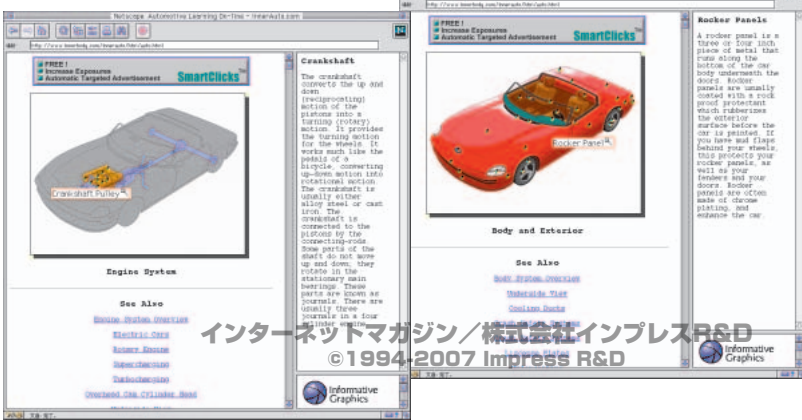 Netscape: Automotive Learning On-Line - innerAuto.com
FREE !
Increase Exposures
Automatic Targeted Advertisement
SmartClicks™
Crankshaft Pulley
Engine System
See Also
Engine System Overview
Electric Cars
Rotary Engine
Supercharging
Turbocharging
Overhead Cam Cylinder Head
Crankshaft
The crankshaft
converts the up and
down
(reciprocating)
motion of the
pistons into a
turning (rotary)
motion. It provides
the turning motion
for the wheels. It
works much like the
pedals of a
bicycle, converting
up-down motion into
rotational motion.
The crankshaft is
usually either
alloy steel or cast
iron. The
crankshaft is
connected to the
pistons by the
connecting-rods.
Some parts of the
shaft do not move
up and down, they
rotate in the
stationary main
bearings. These
parts are known as
journals. There are
usually three
journals in a four
cylinder engine.
Informative
Graphics
FREE !
Increase Exposures
Automatic Targeted Advertisement
SmartClicks™
Rocker Panel
Body and Exterior
See Also
Body System Overview
Underside View
Cooling Ducts
License Plates
Rocker Panels
A rocker panel is a
three or four inch
piece of metal that
runs along the
bottom of the car
body underneath the
doors. Rocker
panels are usually
coated with a rock
proof protectant
which rubberizes
the exterior
surface before the
car is painted. If
you have mud flaps
behind your wheels,
this protects your
rocker panels, as
well as your
fenders and your
doors. Rocker
panels are often
made of chrome
plating, and
enhance the car.
Informative
Graphics
インターネットマガジン／株式会社インプレスR&D
©1994-2007 Impress R&D